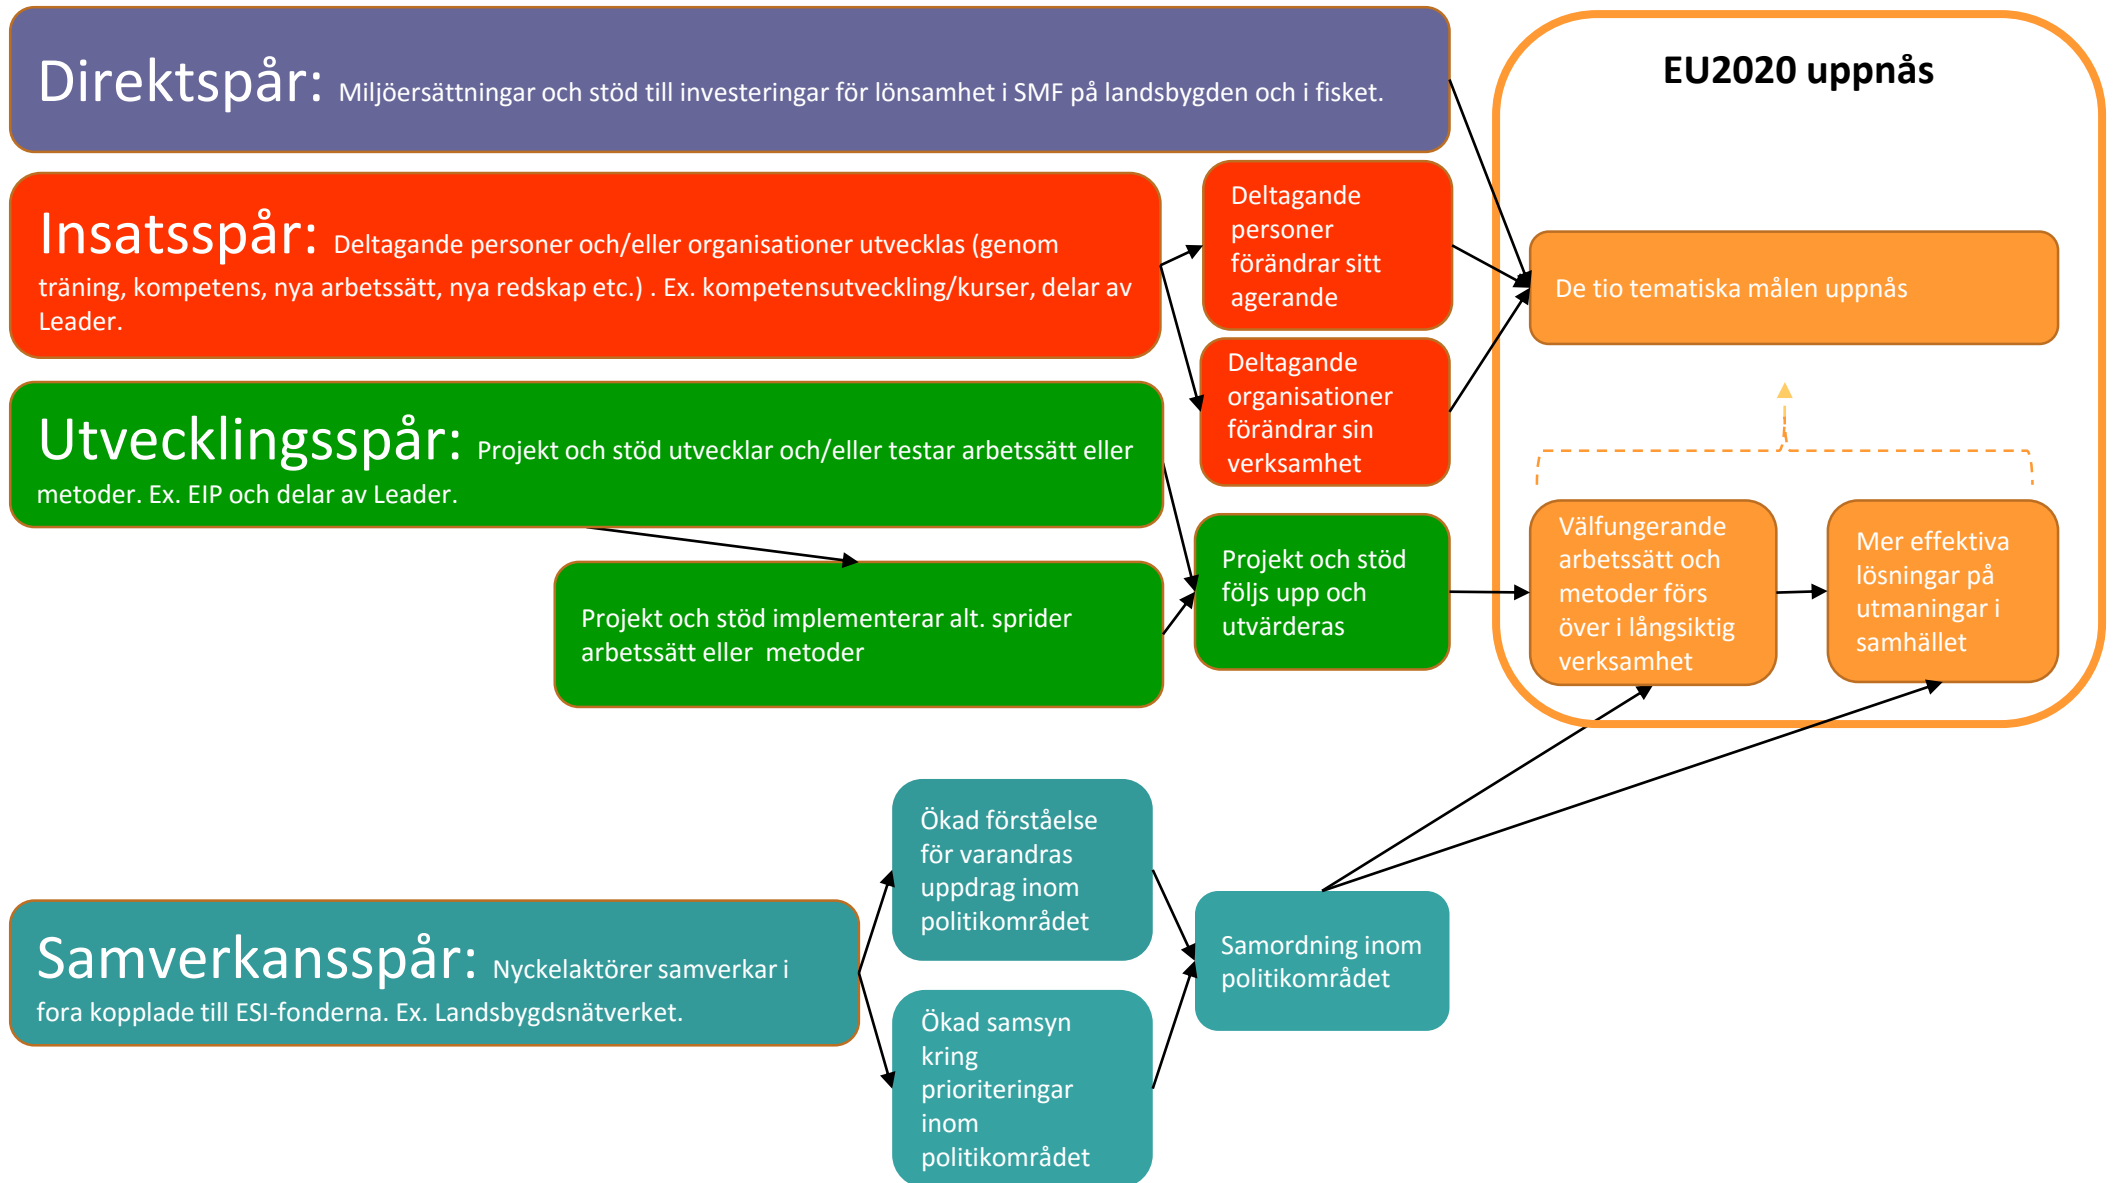 Direktspår: Miljöersättningar och stöd till investeringar för lönsamhet i SMF på landsbygden och i fisket.
EU2020 uppnås
Insatsspår: Deltagande personer och/eller organisationer utvecklas (genom
träning, kompetens, nya arbetssätt, nya redskap etc.) . Ex. kompetensutveckling/kurser, delar av
Leader.
Deltagande
personer
förändrar sitt
agerande
De tio tematiska målen uppnås
Deltagande
organisationer
förändrar sin
verksamhet
Utvecklingsspår: Projekt och stöd utvecklar och/eller testar arbetssätt eller
metoder. Ex. EIP och delar av Leader.
Projekt och stöd implementerar alt. sprider
arbetssätt eller  metoder
Projekt och stöd
följs upp och
utvärderas
Välfungerande
arbetssätt och
metoder förs
över i långsiktig
verksamhet
Mer effektiva
lösningar på
utmaningar i
samhället
Samverkansspår: Nyckelaktörer samverkar i
fora kopplade till ESI-fonderna. Ex. Landsbygdsnätverket.
Ökad förståelse
för varandras
uppdrag inom
politikområdet
Ökad samsyn
kring
prioriteringar
inom
politikområdet
Samordning inom
politikområdet